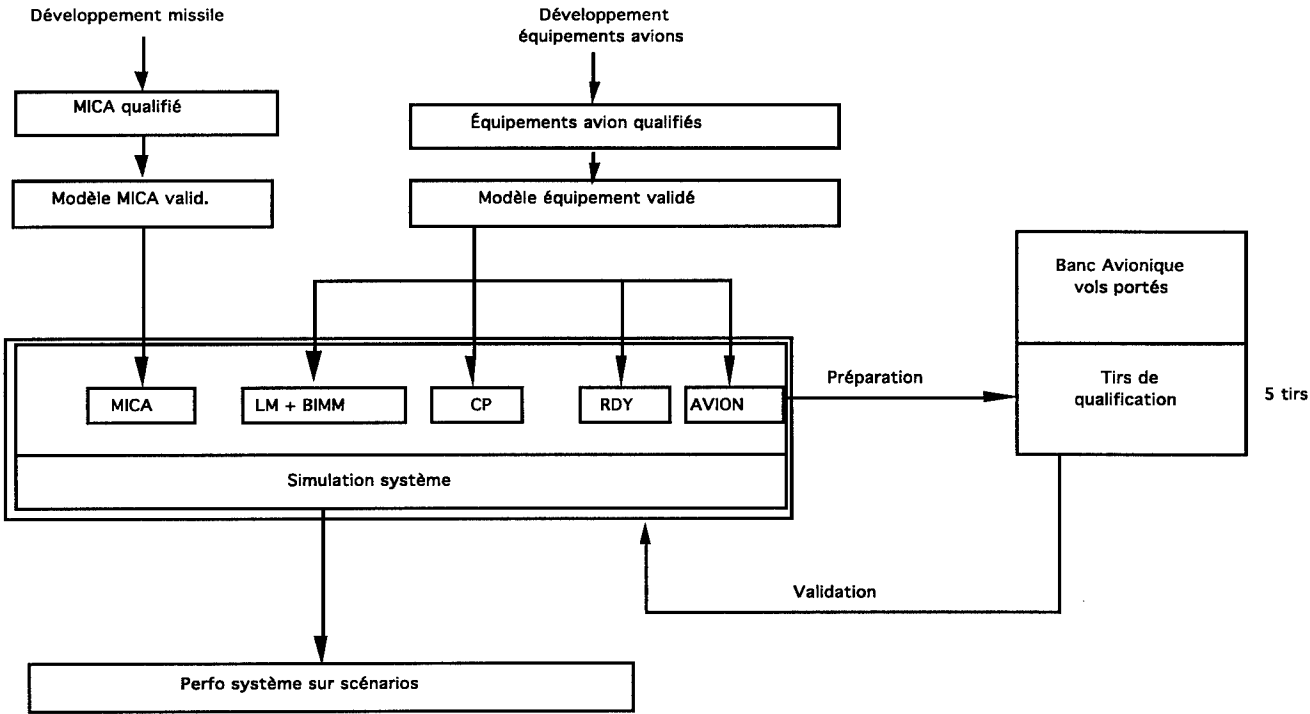 Développement missile
Développement
équipements avions
MICA qualifié
Équipements avion qualifiés
Modèle MICA valid.
Modèle équipement validé
Banc Avionique
vols portés
MICA
LM + BIMM
CP
RDY
AVION
Préparation
Tirs de
qualification
5 tirs
Simulation système
Validation
Perfo système sur scénarios